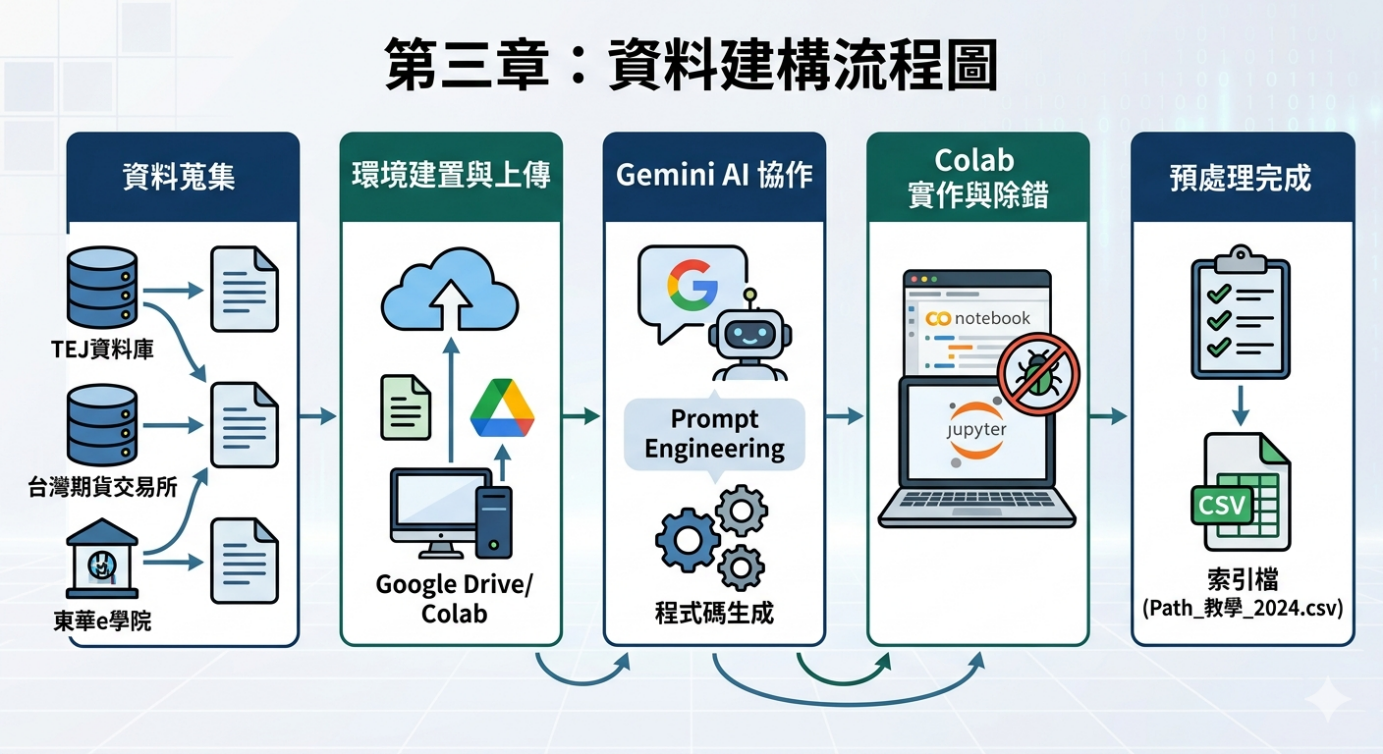 第三章：資料建構流程圖
資料蒐集
TEJ資料庫
台灣期貨交易所
東華e學院
環境建置與上傳
Google Drive/
Colab
Gemini AI 協作
G
Prompt
Engineering
程式碼生成
Colab
實作與除錯
co notebook
jupyter
預處理完成
CSV
索引檔
(Path_教學_2024.csv)